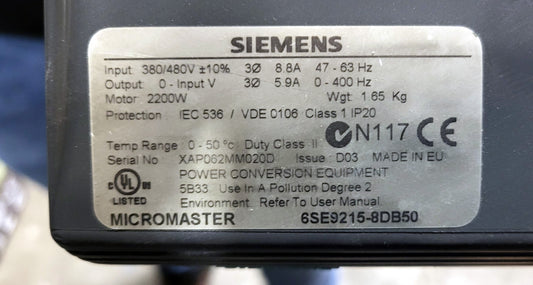 SIEMENS
Input 380/480V ±10% 3Ø 8.8A 47 - 63 Hz
Output 0 - Input V 3Ø 5.9A 0 - 400 Hz
Motor 2200W Wgt 1.65 Kg
Protection IEC 536 / VDE 0106 Class 1 IP20
N117 CE
Temp Range 0 - 50 ºc Duty Class II
Serial No XAP062MM020D Issue D03 MADE IN EU
POWER CONVERSION EQUIPMENT
UL 5B33 Use In A Pollution Degree 2
LISTED Environment. Refer To User Manual
MICROMASTER 6SE9215-8DB50